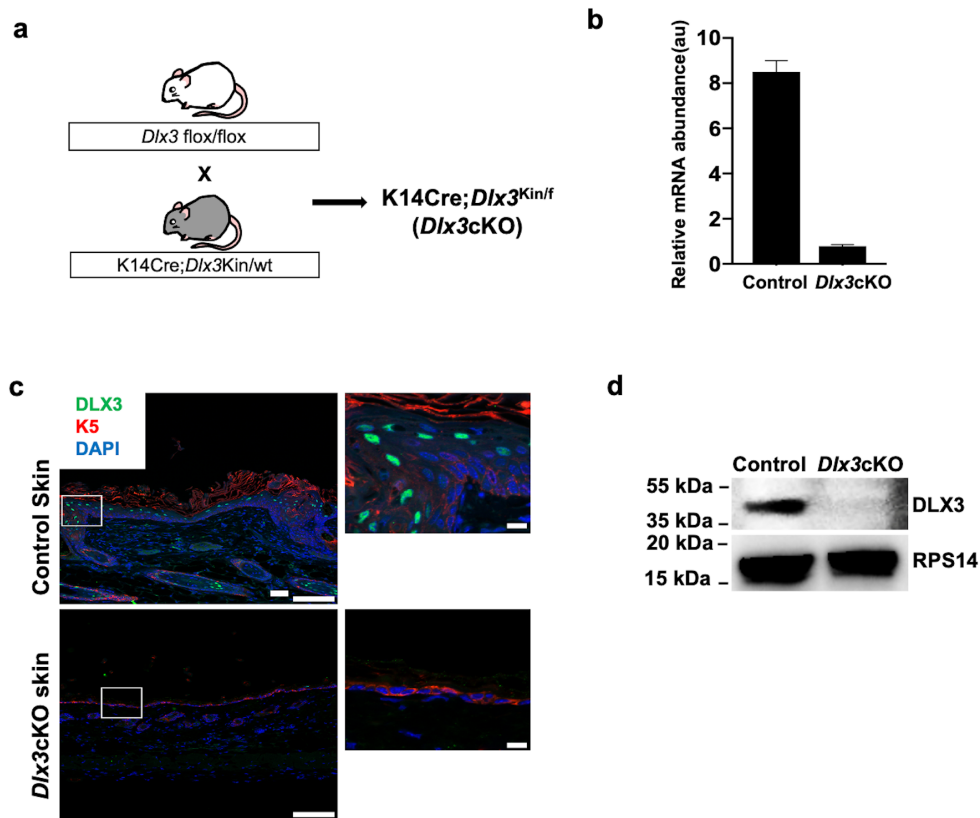 a
Dlx3 flox/flox
X
K14Cre;Dlx3Kin/wt
K14Cre;Dlx3Kin/f
(Dlx3cKO)
b
Relative mRNA abundance(au)
10
8
6
4
2
0
Control Dlx3cKO
c
DLX3
K5
DAPI
Control Skin
Dlx3cKO skin
d
Control Dlx3cKO
55 kDa
DLX3
35 kDa
20 kDa
RPS14
15 kDa